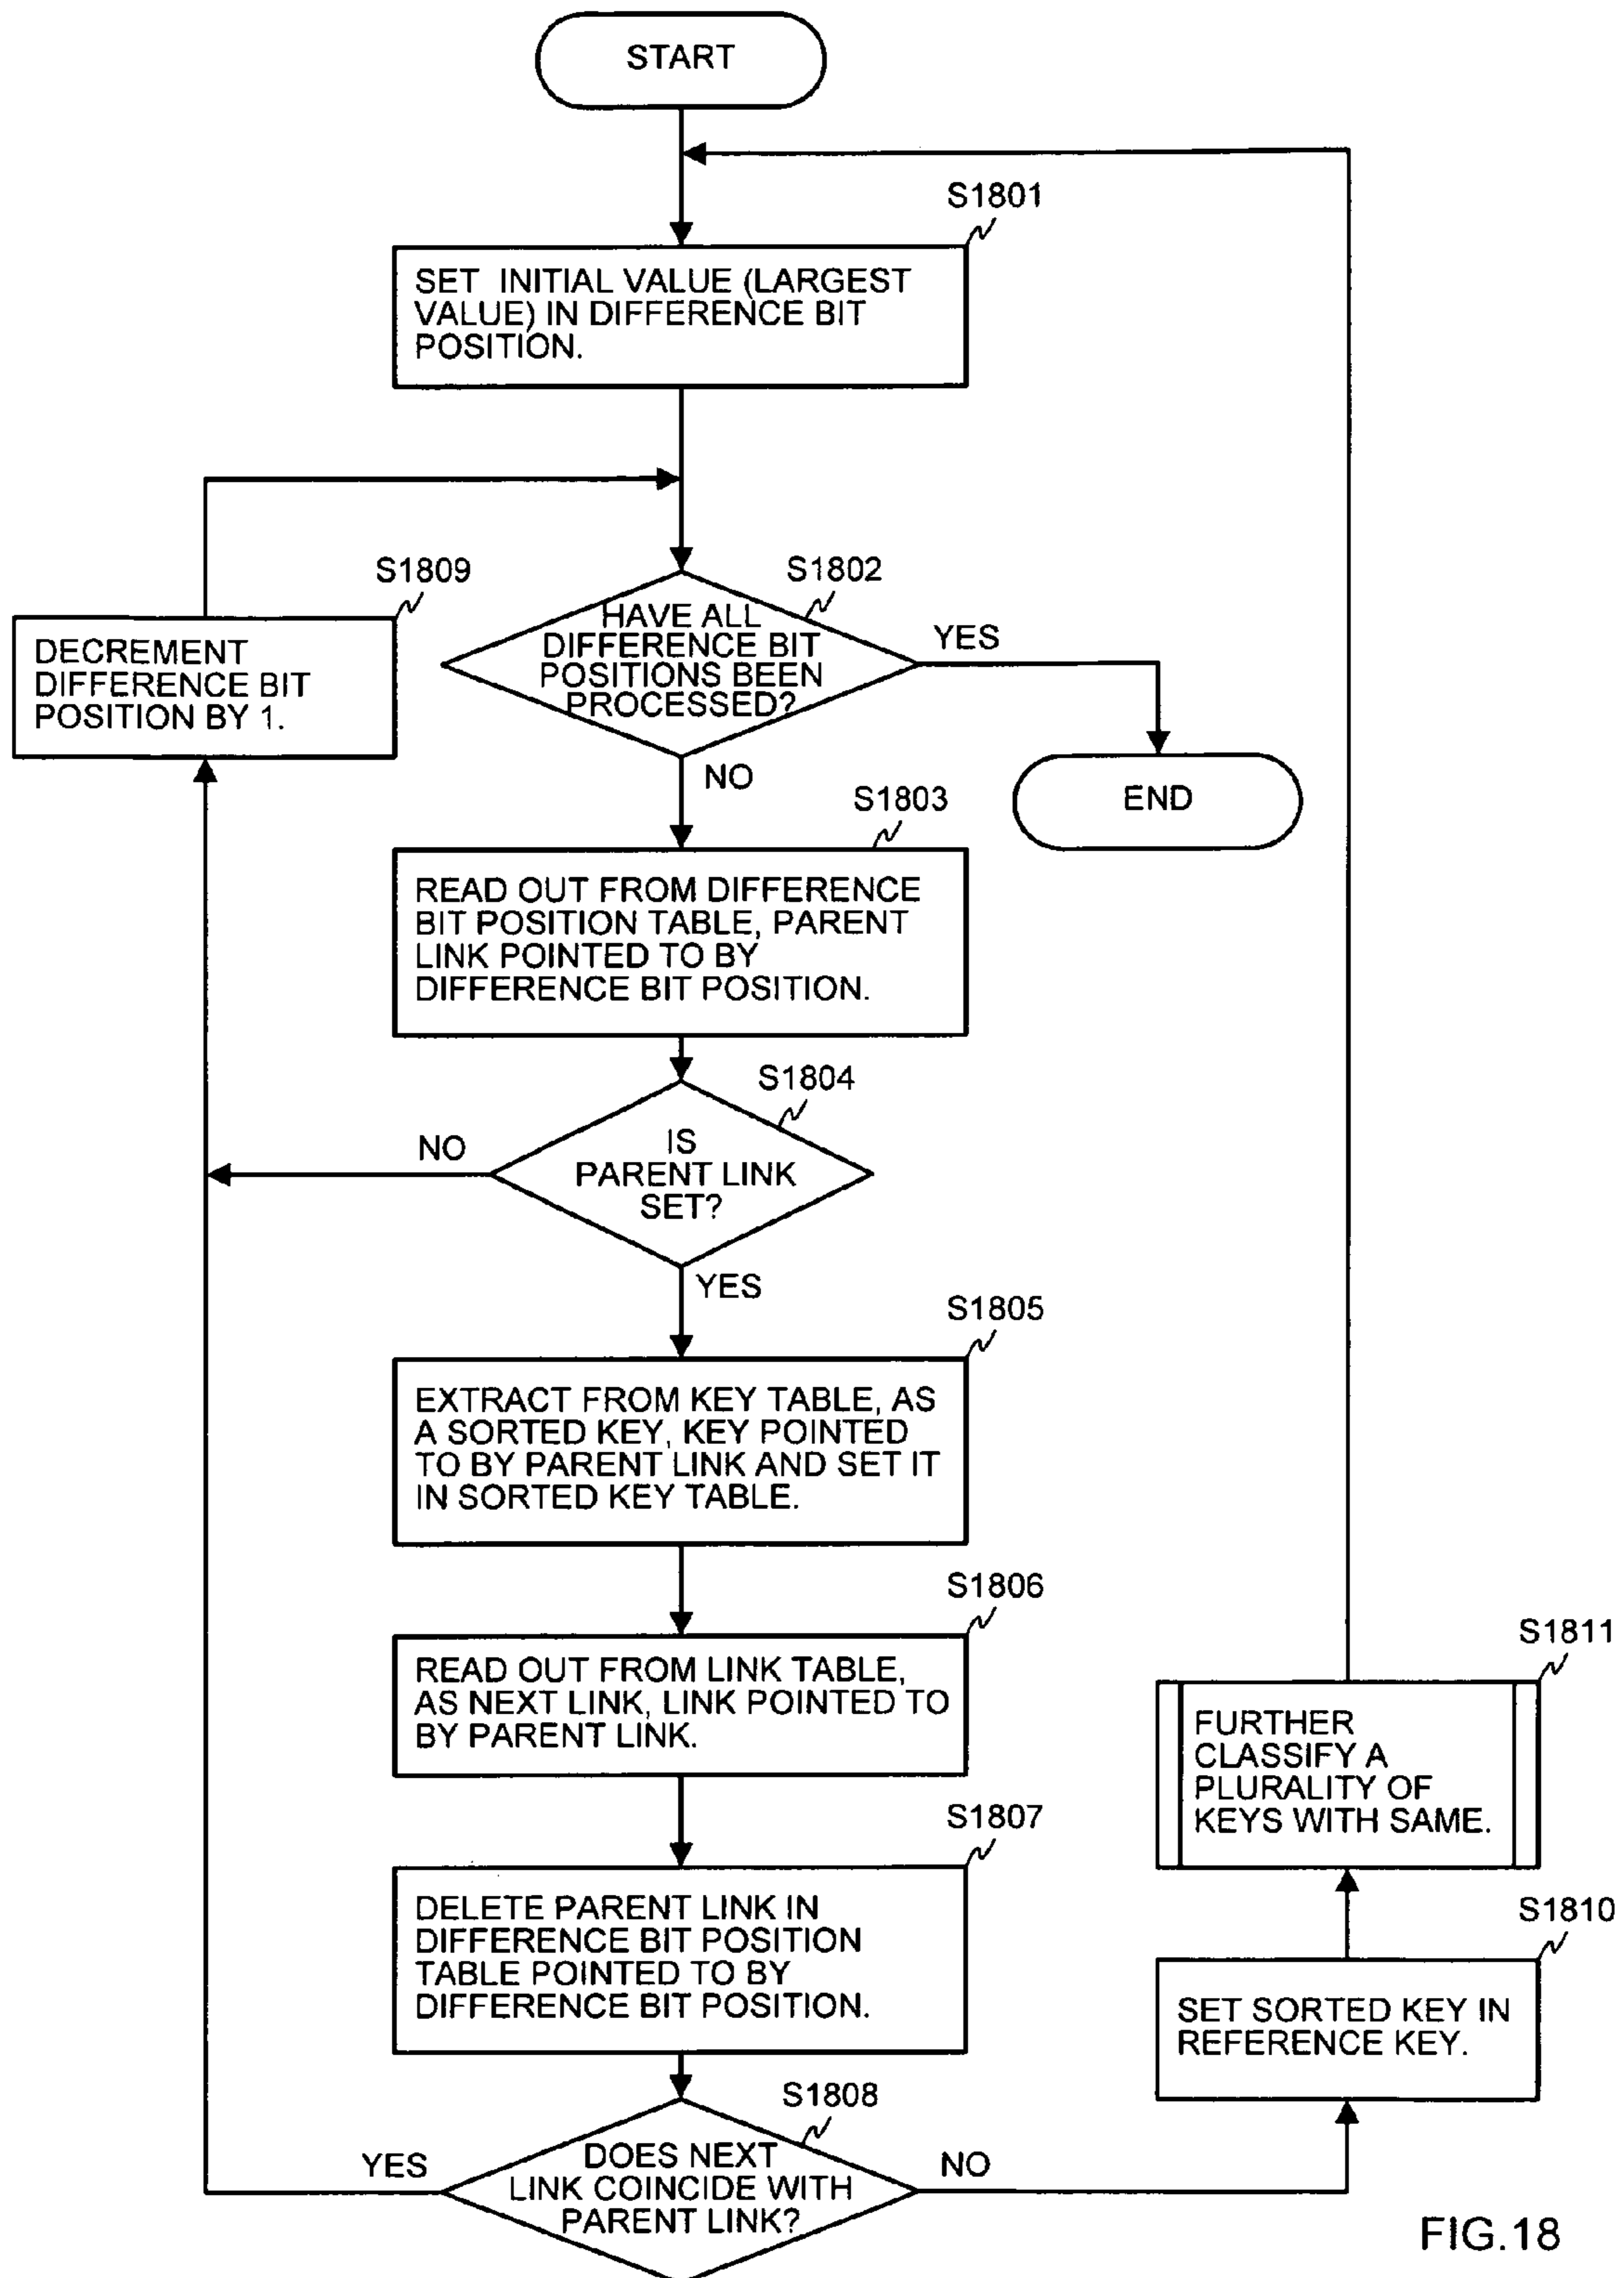 START
S1801
SET INITIAL VALUE (LARGEST
VALUE) IN DIFFERENCE BIT
POSITION.
S1809
DECREMENT
DIFFERENCE BIT
POSITION BY 1.
S1802
HAVE ALL
DIFFERENCE BIT
POSITIONS BEEN
PROCESSED?
YES
NO
END
S1803
READ OUT FROM DIFFERENCE
BIT POSITION TABLE, PARENT
LINK POINTED TO BY
DIFFERENCE BIT POSITION.
S1804
IS
PARENT LINK
SET?
NO
YES
S1805
EXTRACT FROM KEY TABLE, AS
A SORTED KEY, KEY POINTED
TO BY PARENT LINK AND SET IT
IN SORTED KEY TABLE.
S1806
READ OUT FROM LINK TABLE,
AS NEXT LINK, LINK POINTED TO
BY PARENT LINK.
S1807
DELETE PARENT LINK IN
DIFFERENCE BIT POSITION
TABLE POINTED TO BY
DIFFERENCE BIT POSITION.
S1808
DOES NEXT
LINK COINCIDE WITH
PARENT LINK?
YES
NO
S1811
FURTHER
CLASSIFY A
PLURALITY OF
KEYS WITH SAME.
S1810
SET SORTED KEY IN
REFERENCE KEY.
FIG.18